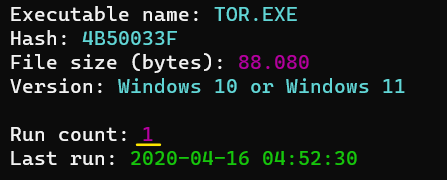 Executable name: TOR.EXE
Hash: 4B50033F
File size (bytes): 88.080
Version: Windows 10 or Windows 11
Run count: 1
Last run: 2020-04-16 04:52:30